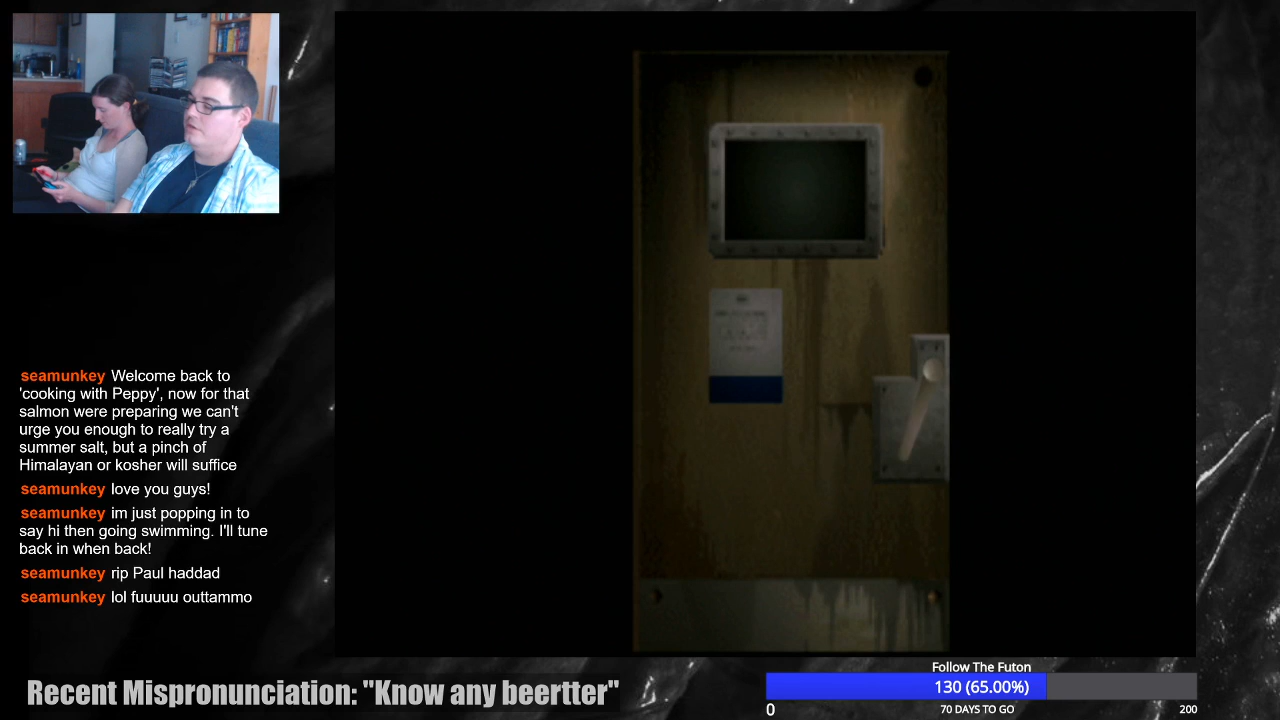 seamunkey Welcome back to
'cooking with Peppy', now for that
salmon were preparing we can't
urge you enough to really try a
summer salt, but a pinch of
Himalayan or kosher will suffice
seamunkey love you guys!
seamunkey im just popping in to
say hi then going swimming. I'll tune
back in when back!
seamunkey rip Paul haddad
seamunkey lol fuuuuu outtammo
Recent Mispronunciation: "Know any beertter"
Follow The Futon
130 (65.00%)
0 70 DAYS TO GO 200